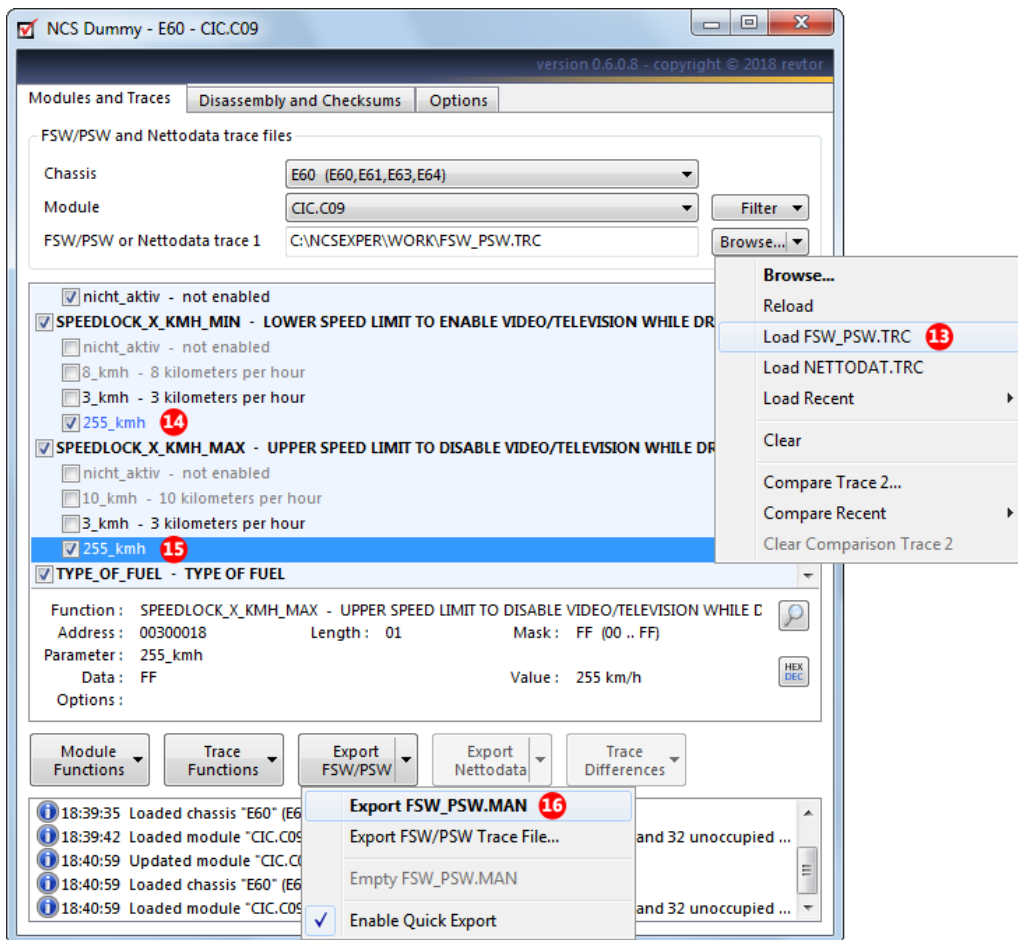 NCS Dummy - E60 - CIC.C09
version 0.6.0.8 - copyright © 2018 revtor
Modules and Traces Disassembly and Checksums Options
FSW/PSW and Nettodata trace files
Chassis E60 (E60,E61,E63,E64)
Module CIC.C09 Filter
FSW/PSW or Nettodata trace 1 C:\NCSEXPER\WORK\FSW_PSW.TRC Browse...
Browse...
Reload
Load FSW_PSW.TRC 13
Load NETTODAT.TRC
Load Recent
Clear
Compare Trace 2...
Compare Recent
Clear Comparison Trace 2
nicht_aktiv - not enabled
SPEEDLOCK_X_KMH_MIN - LOWER SPEED LIMIT TO ENABLE VIDEO/TELEVISION WHILE DR
nicht_aktiv - not enabled
8_kmh - 8 kilometers per hour
3_kmh - 3 kilometers per hour
255_kmh 14
SPEEDLOCK_X_KMH_MAX - UPPER SPEED LIMIT TO DISABLE VIDEO/TELEVISION WHILE DR
nicht_aktiv - not enabled
10_kmh - 10 kilometers per hour
3_kmh - 3 kilometers per hour
255_kmh 15
TYPE_OF_FUEL - TYPE OF FUEL
Function : SPEEDLOCK_X_KMH_MAX - UPPER SPEED LIMIT TO DISABLE VIDEO/TELEVISION WHILE D
Address : 00300018 Length : 01 Mask : FF (00 .. FF)
Parameter : 255_kmh
Data : FF Value : 255 km/h
HEX
DEC
Options :
Module Functions Trace Functions Export FSW/PSW Export Nettodata Trace Differences
Export FSW_PSW.MAN 16
Export FSW/PSW Trace File...
Empty FSW_PSW.MAN
Enable Quick Export
18:39:35 Loaded chassis "E60" (E6
18:39:42 Loaded module "CIC.C09 and 32 unoccupied ...
18:40:59 Updated module "CIC.C
18:40:59 Loaded chassis "E60" (E6
18:40:59 Loaded module "CIC.C09 and 32 unoccupied ...